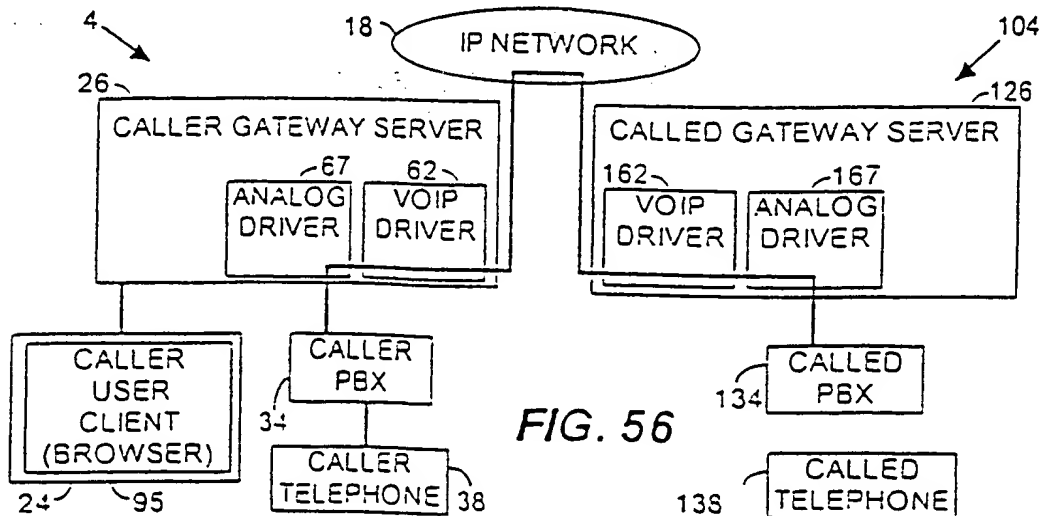 4
18
IP NETWORK
104
26
126
CALLER GATEWAY SERVER
CALLED GATEWAY SERVER
67
62
162
167
ANALOG
DRIVER
VOIP
DRIVER
VOIP
DRIVER
ANALOG
DRIVER
CALLER
USER
CLIENT
(BROWSER)
CALLER
PBX
34
CALLED
PBX
134
FIG. 56
CALLER
TELEPHONE
38
CALLED
TELEPHONE
138
24
95